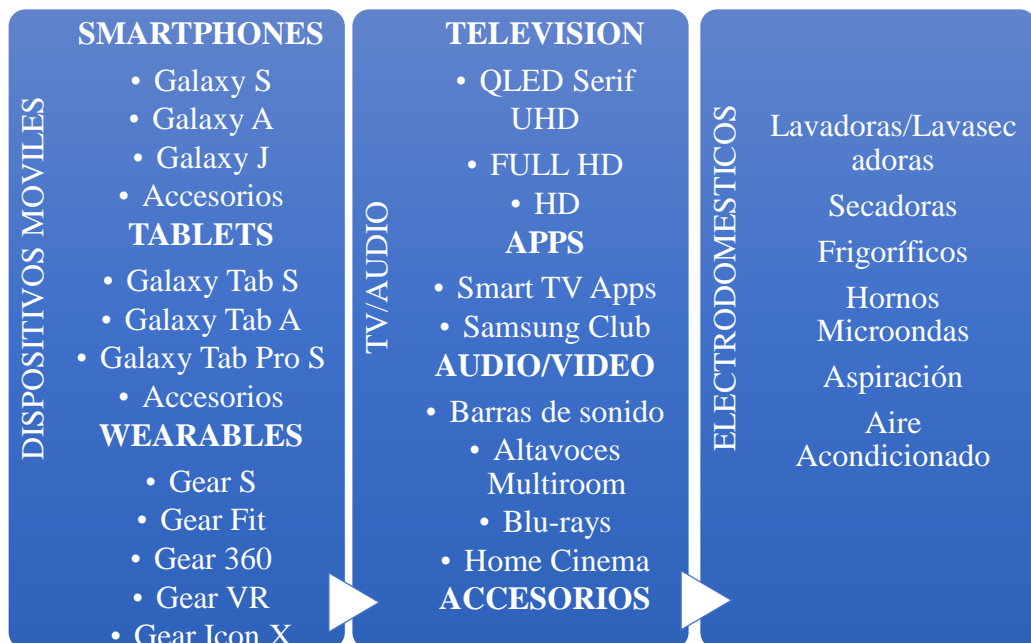 DISPOSITIVOS MOVILES
SMARTPHONES
• Galaxy S
• Galaxy A
• Galaxy J
• Accesorios
TABLETS
• Galaxy Tab S
• Galaxy Tab A
• Galaxy Tab Pro S
• Accesorios
WEARABLES
• Gear S
• Gear Fit
• Gear 360
• Gear VR
• Gear Icon X
TV/AUDIO
TELEVISION
• QLED Serif
UHD
• FULL HD
• HD
APPS
• Smart TV Apps
• Samsung Club
AUDIO/VIDEO
• Barras de sonido
• Altavoces
Multiroom
• Blu-rays
• Home Cinema
ACCESORIOS
ELECTRODOMESTICOS
Lavadoras/Lavasec
adoras
Secadoras
Frigoríficos
Hornos
Microondas
Aspiración
Aire
Acondicionado